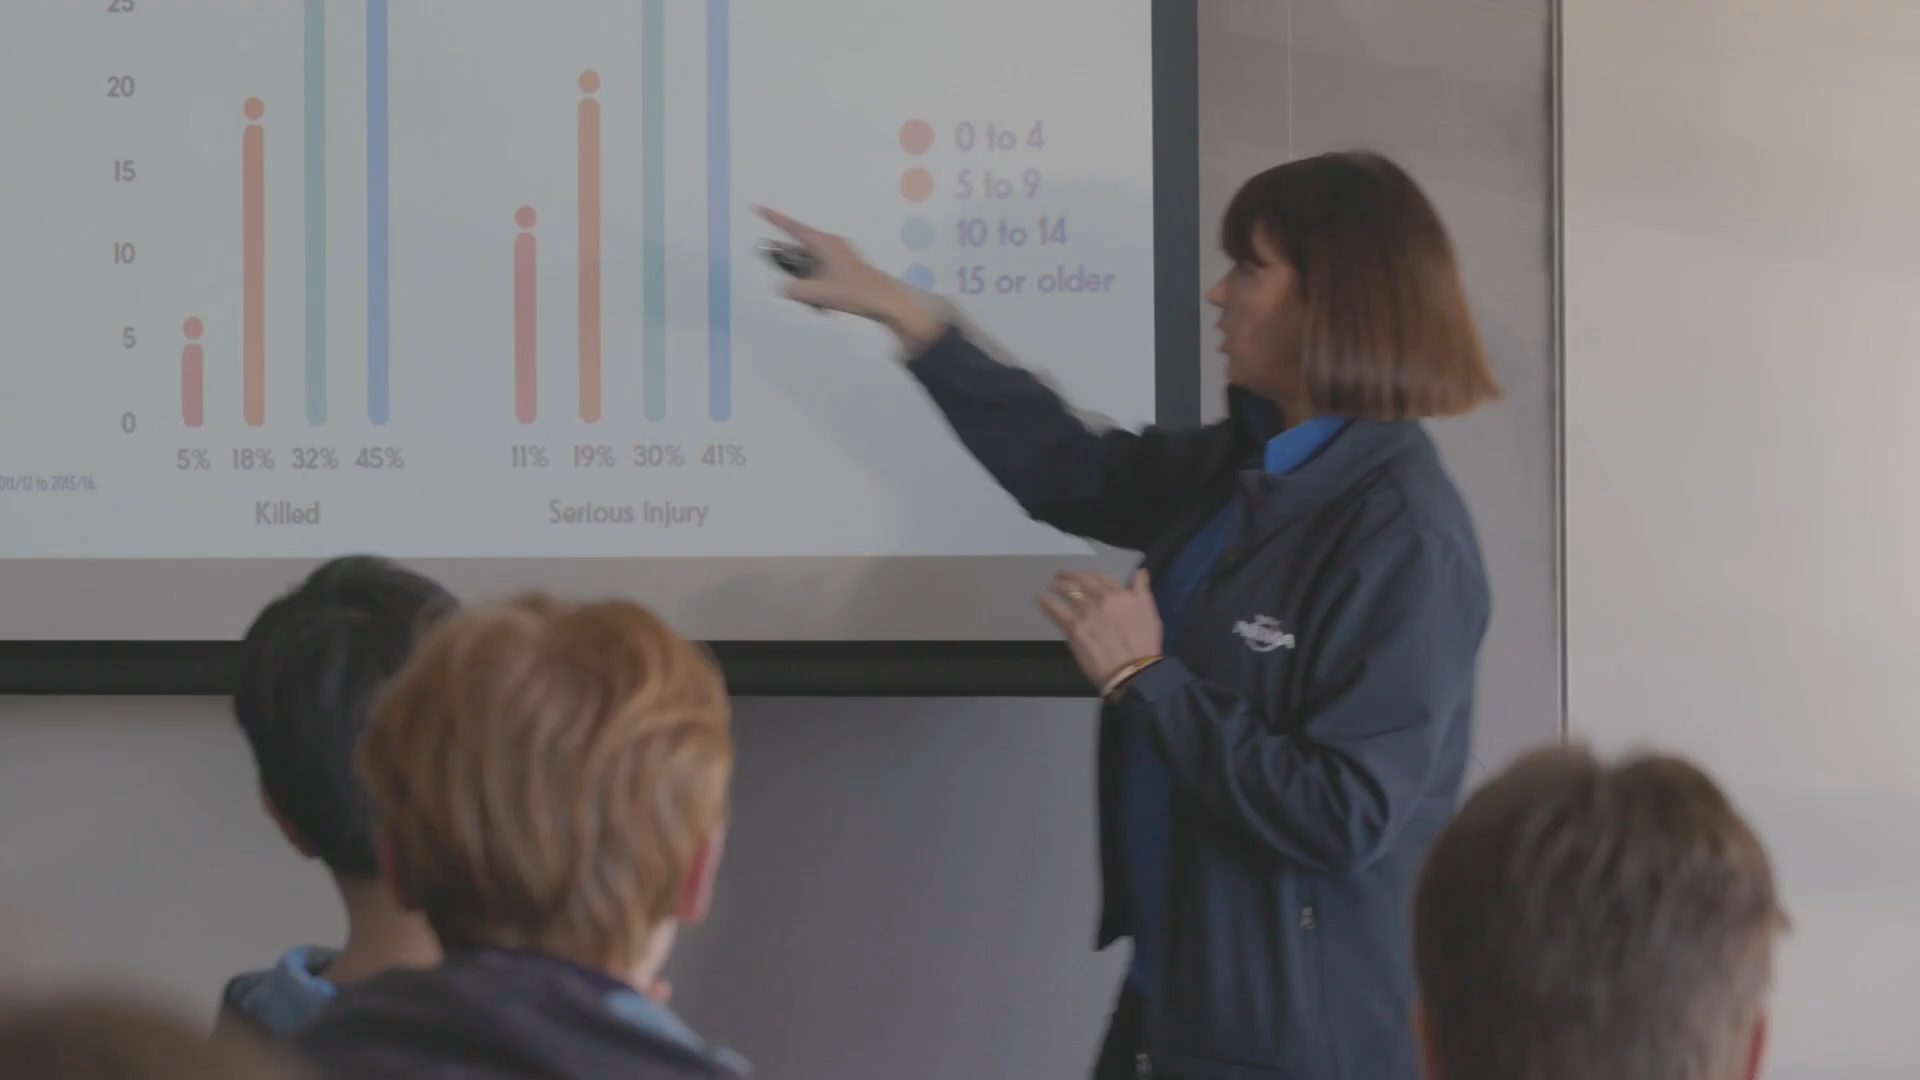 25
20
15
10
5
0
5% 18% 32% 45%
11% 19% 30% 41%
Killed
Serious injury
011/12 to 2015/16.
0 to 4
5 to 9
10 to 14
15 or older